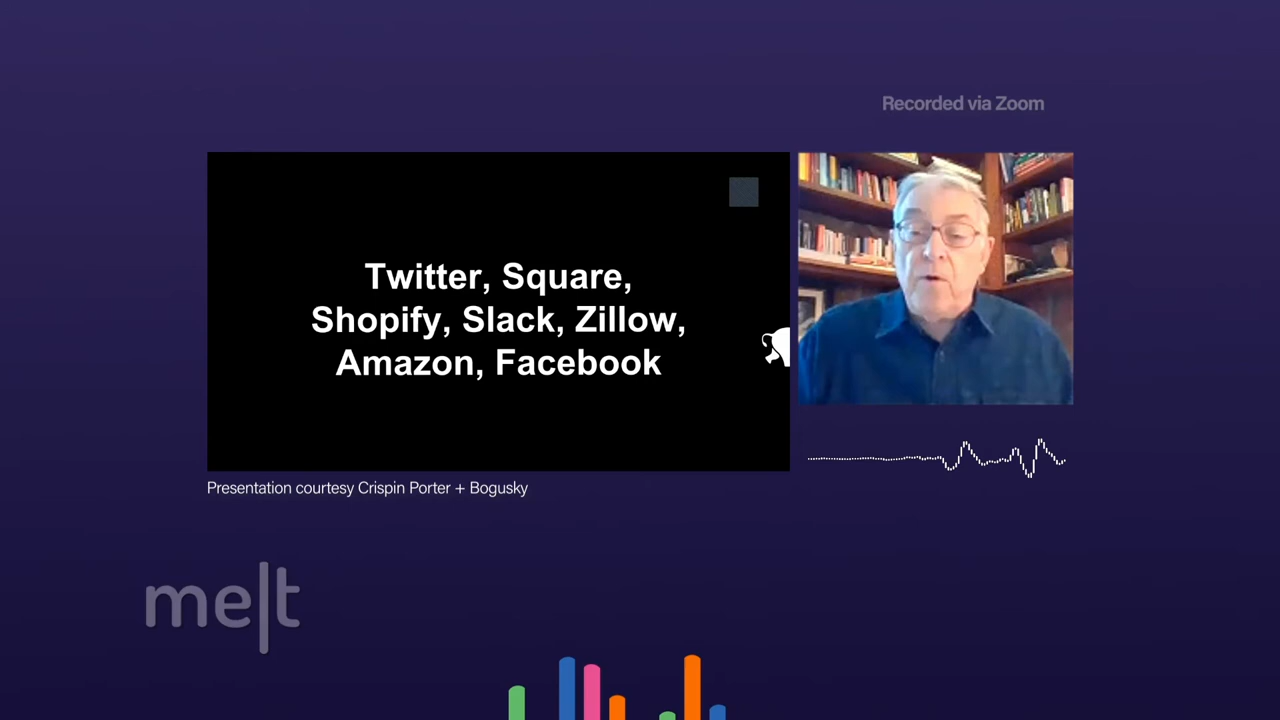 Recorded via Zoom
Twitter, Square,
Shopify, Slack, Zillow,
Amazon, Facebook
Presentation courtesy Crispin Porter + Bogusky
melt